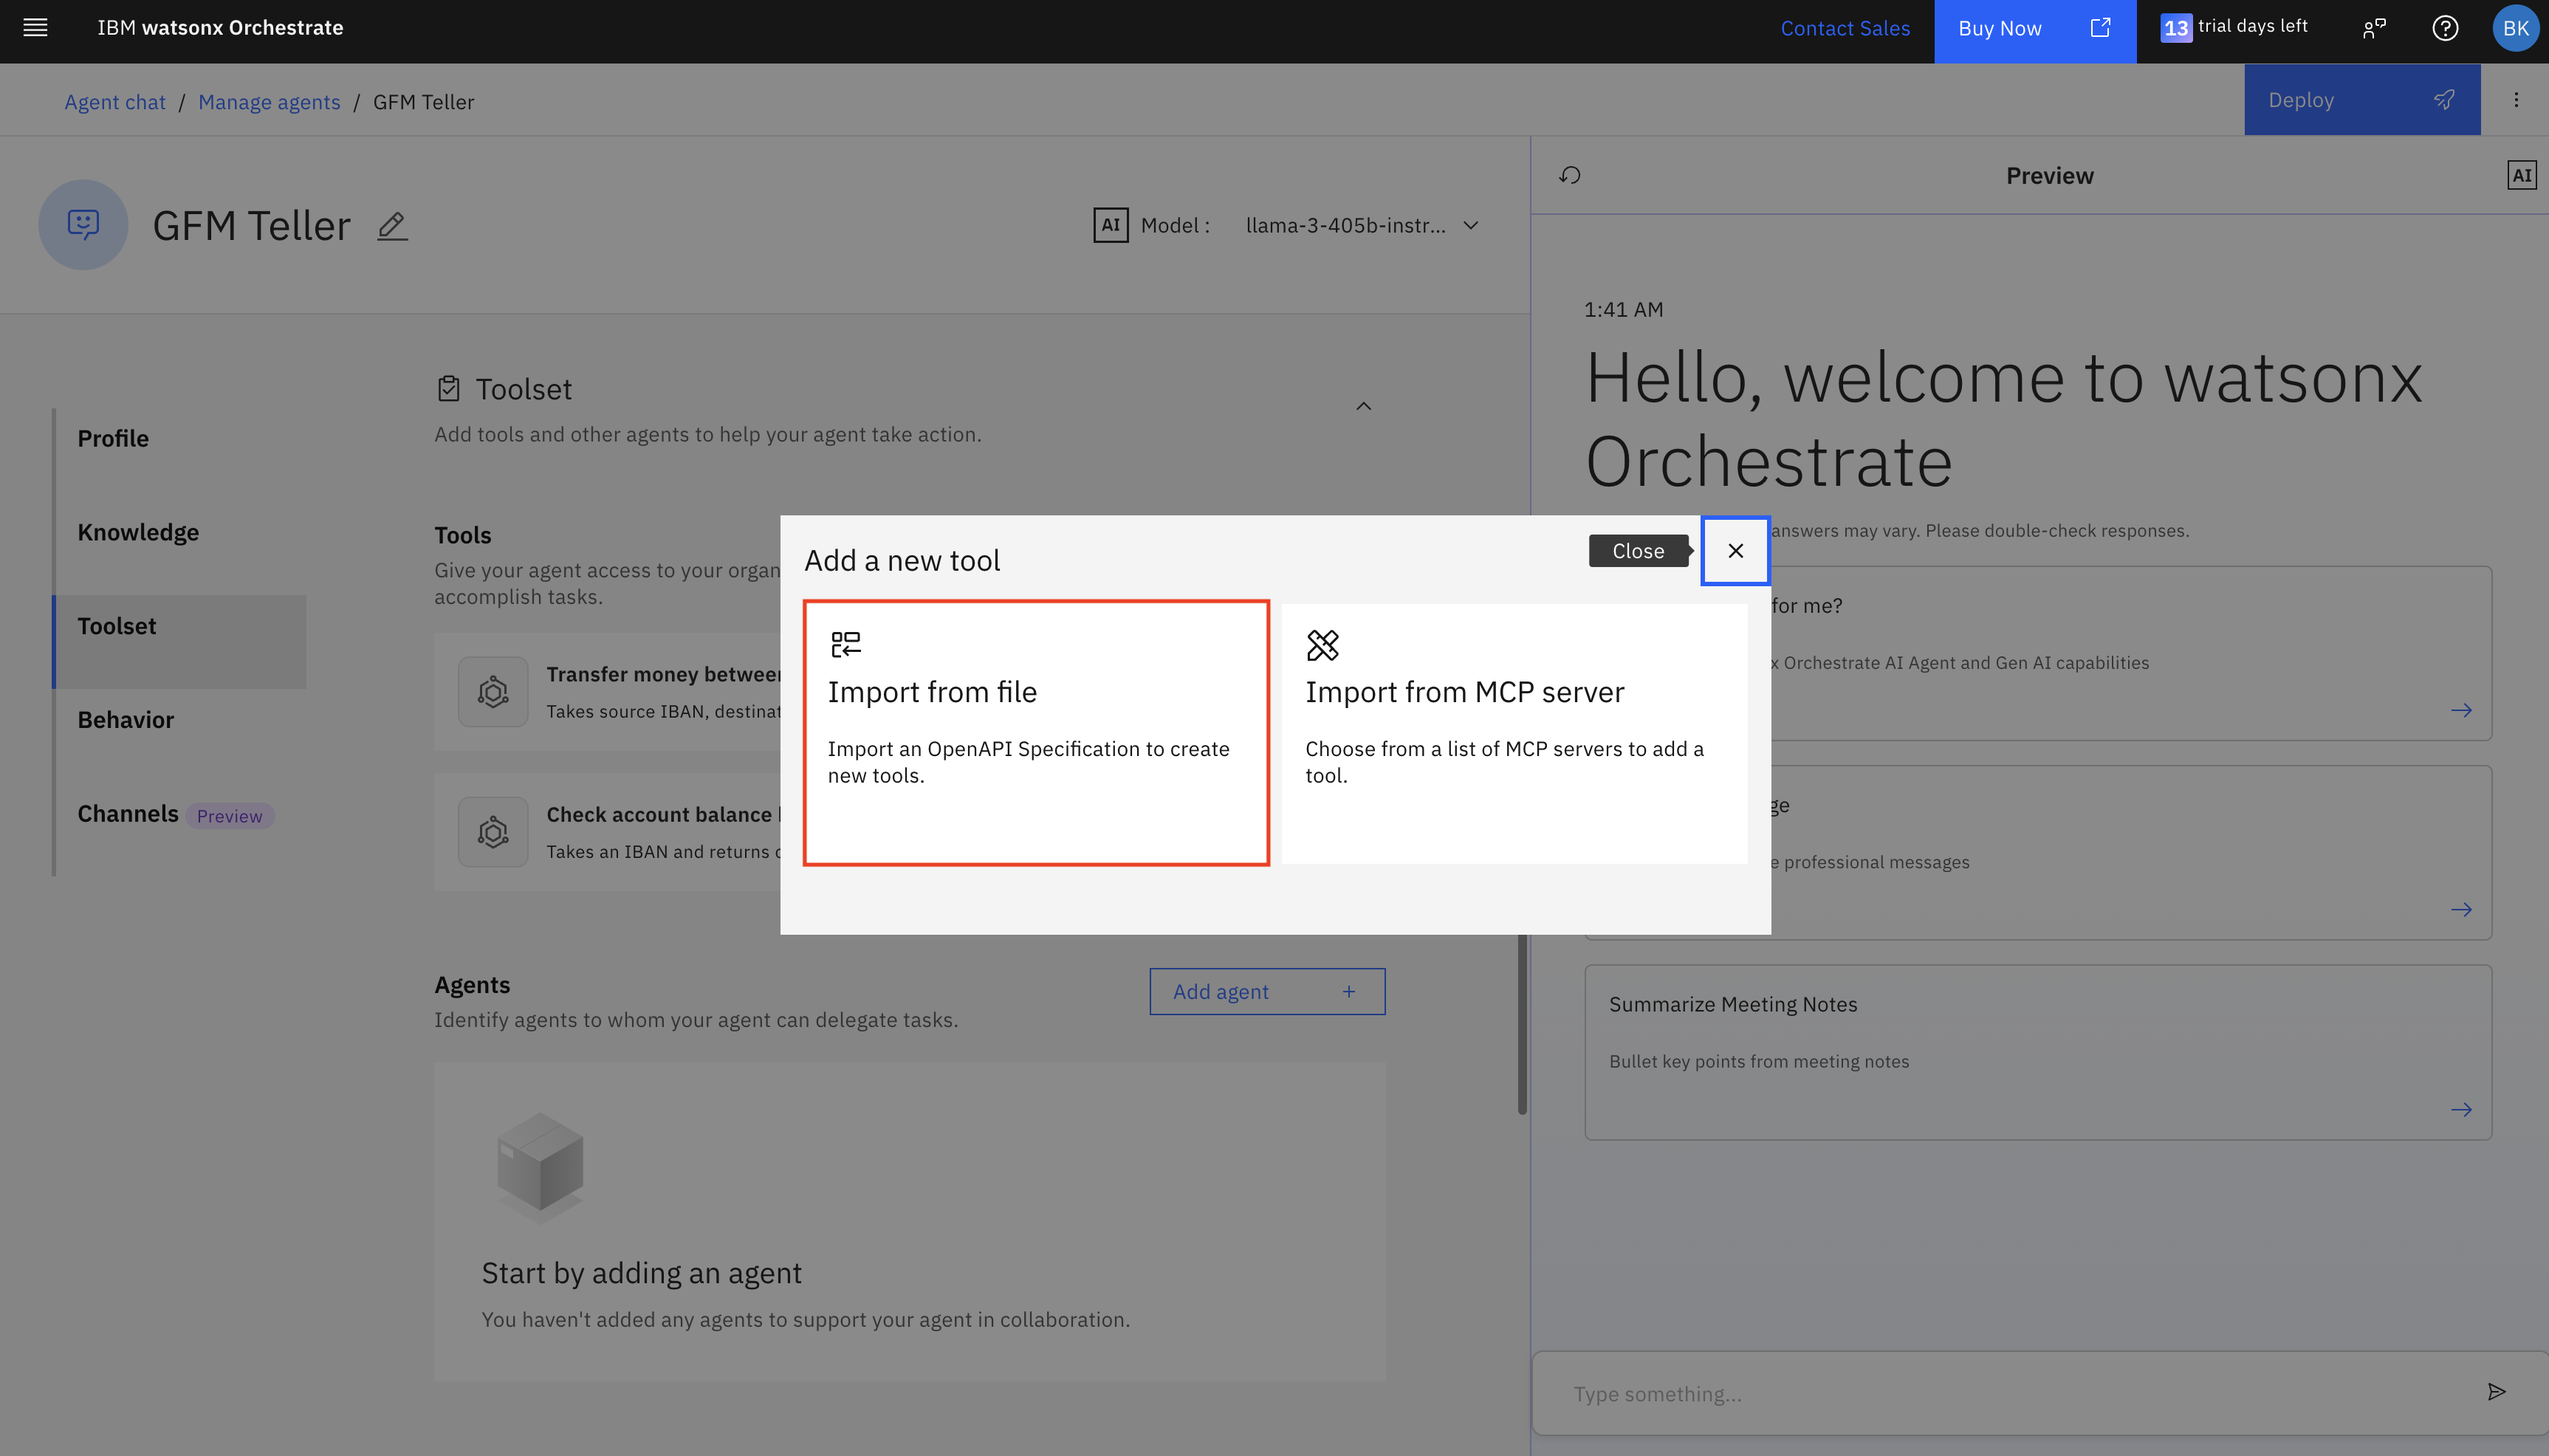 IBM watsonx Orchestrate
Contact Sales
Buy Now
13 trial days left
BK
Agent chat / Manage agents / GFM Teller
Deploy
GFM Teller
AI Model : llama-3-405b-instr...
Preview
AI
Profile
Knowledge
Toolset
Behavior
Channels Preview
Toolset
Add tools and other agents to help your agent take action.
Tools
Give your agent access to your organ
accomplish tasks.
Transfer money between
Takes source IBAN, destinat
Check account balance
Takes an IBAN and returns
Agents
Identify agents to whom your agent can delegate tasks.
Add agent +
Start by adding an agent
You haven't added any agents to support your agent in collaboration.
Add a new tool
Close
Import from file
Import an OpenAPI Specification to create
new tools.
Import from MCP server
Choose from a list of MCP servers to add a
tool.
1:41 AM
Hello, welcome to watsonx
Orchestrate
answers may vary. Please double-check responses.
for me?
x Orchestrate AI Agent and Gen AI capabilities
ge
e professional messages
Summarize Meeting Notes
Bullet key points from meeting notes
Type something...